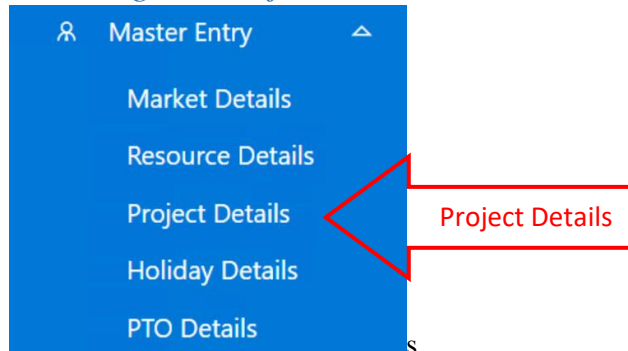 Master Entry
Market Details
Resource Details
Project Details
Project Details
Holiday Details
PTO Details
s